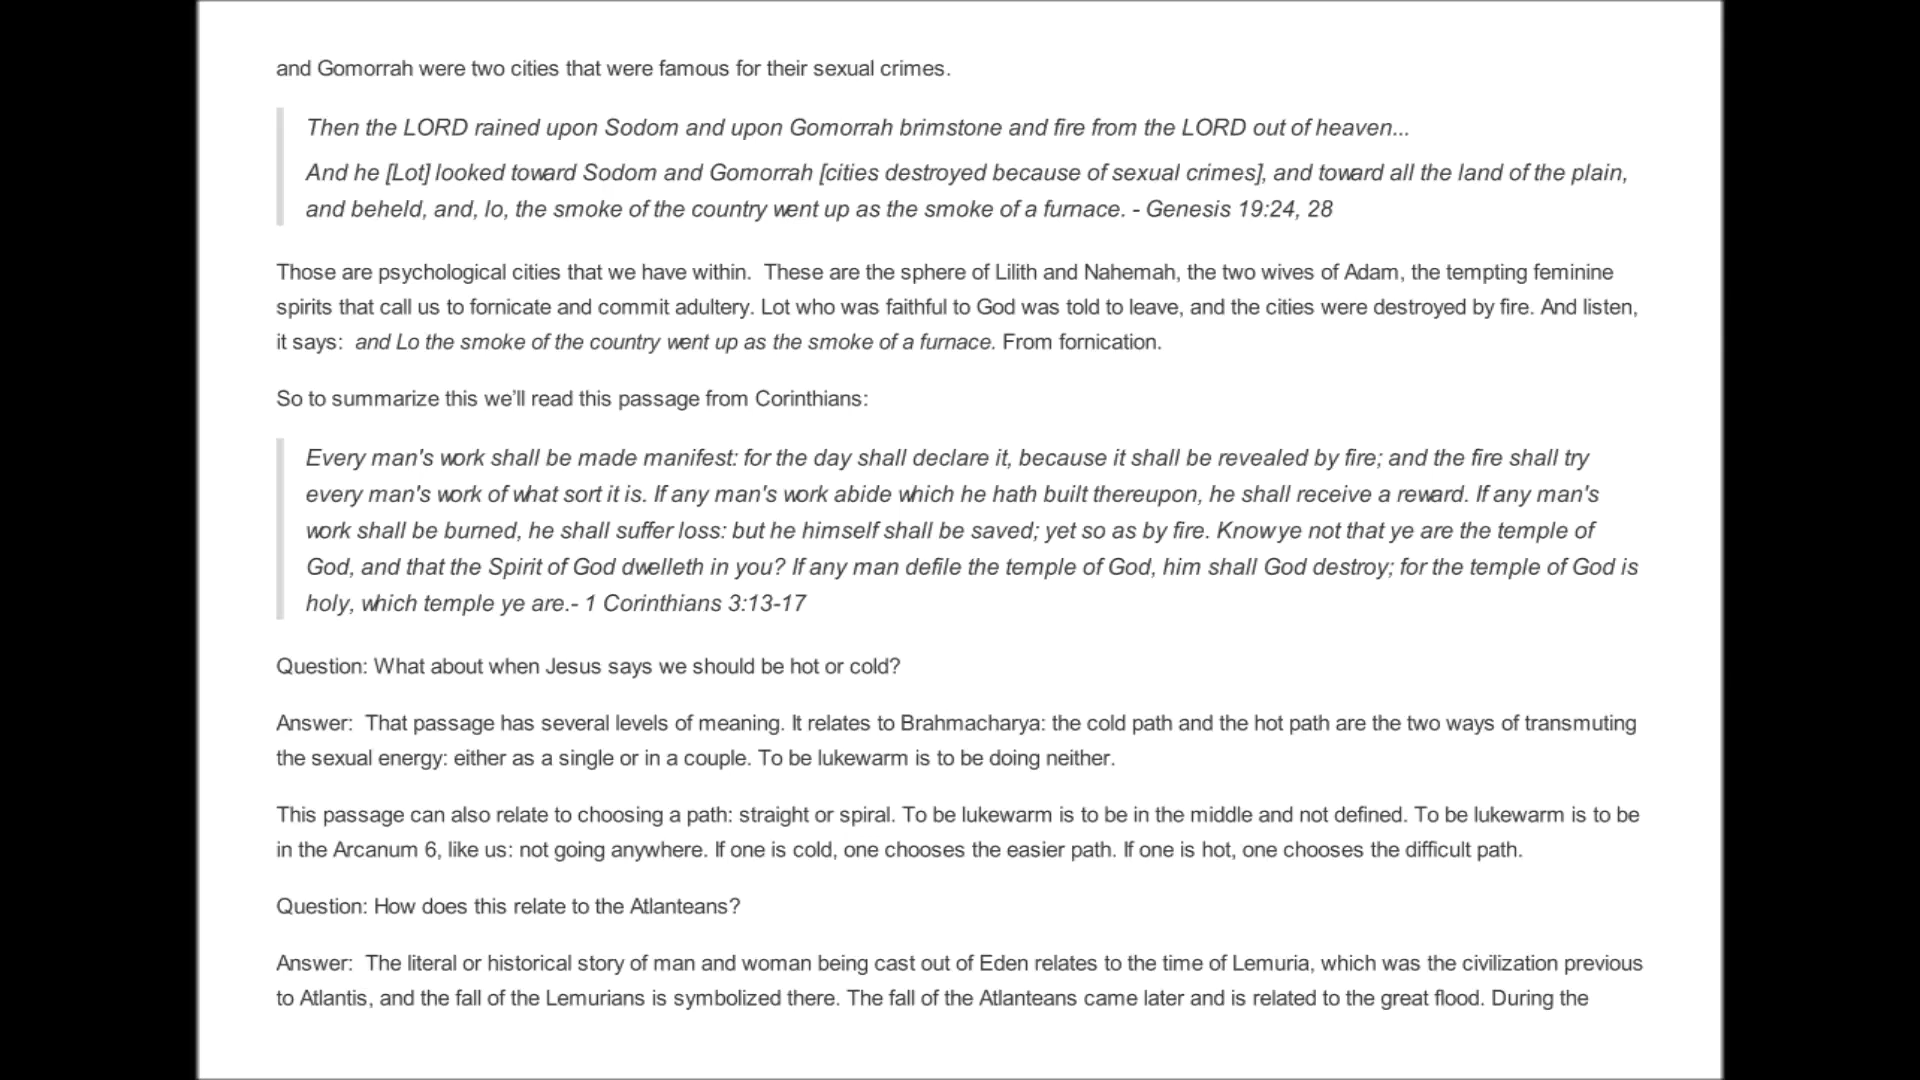 and Gomorrah were two cities that were famous for their sexual crimes.
Then the LORD rained upon Sodom and upon Gomorrah brimstone and fire from the LORD out of heaven...
And he [Lot] looked toward Sodom and Gomorrah [cities destroyed because of sexual crimes], and toward all the land of the plain,
and beheld, and, lo, the smoke of the country went up as the smoke of a furnace. - Genesis 19:24, 28
Those are psychological cities that we have within.  These are the sphere of Lilith and Nahemah, the two wives of Adam, the tempting feminine
spirits that call us to fornicate and commit adultery. Lot who was faithful to God was told to leave, and the cities were destroyed by fire. And listen,
it says:  and Lo the smoke of the country went up as the smoke of a furnace. From fornication.
So to summarize this we'll read this passage from Corinthians:
Every man's work shall be made manifest: for the day shall declare it, because it shall be revealed by fire; and the fire shall try
every man's work of what sort it is. If any man's work abide which he hath built thereupon, he shall receive a reward. If any man's
work shall be burned, he shall suffer loss: but he himself shall be saved; yet so as by fire. Know ye not that ye are the temple of
God, and that the Spirit of God dwelleth in you? If any man defile the temple of God, him shall God destroy; for the temple of God is
holy, which temple ye are.- 1 Corinthians 3:13-17
Question: What about when Jesus says we should be hot or cold?
Answer:  That passage has several levels of meaning. It relates to Brahmacharya: the cold path and the hot path are the two ways of transmuting
the sexual energy: either as a single or in a couple. To be lukewarm is to be doing neither.
This passage can also relate to choosing a path: straight or spiral. To be lukewarm is to be in the middle and not defined. To be lukewarm is to be
in the Arcanum 6, like us: not going anywhere. If one is cold, one chooses the easier path. If one is hot, one chooses the difficult path.
Question: How does this relate to the Atlanteans?
Answer:  The literal or historical story of man and woman being cast out of Eden relates to the time of Lemuria, which was the civilization previous
to Atlantis, and the fall of the Lemurians is symbolized there. The fall of the Atlanteans came later and is related to the great flood. During the